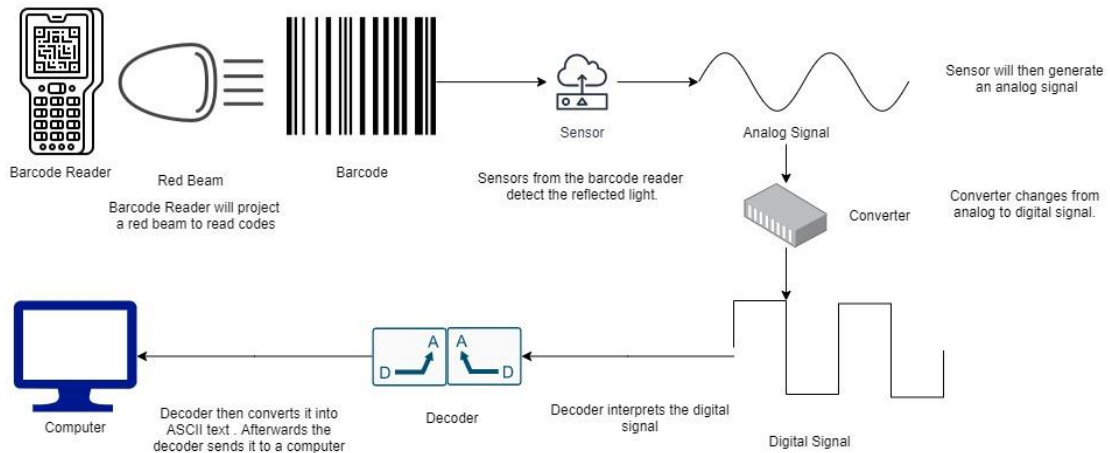 Barcode Reader
Red Beam
Barcode Reader will project
a red beam to read codes
Barcode
Sensor
Sensors from the barcode reader
detect the reflected light.
Analog Signal
Sensor will then generate
an analog signal
Converter
Converter changes from
analog to digital signal.
Computer
Decoder then converts it into
ASCII text . Afterwards the
decoder sends it to a computer
A
D
A
D
Decoder
Decoder interprets the digital
signal
Digital Signal